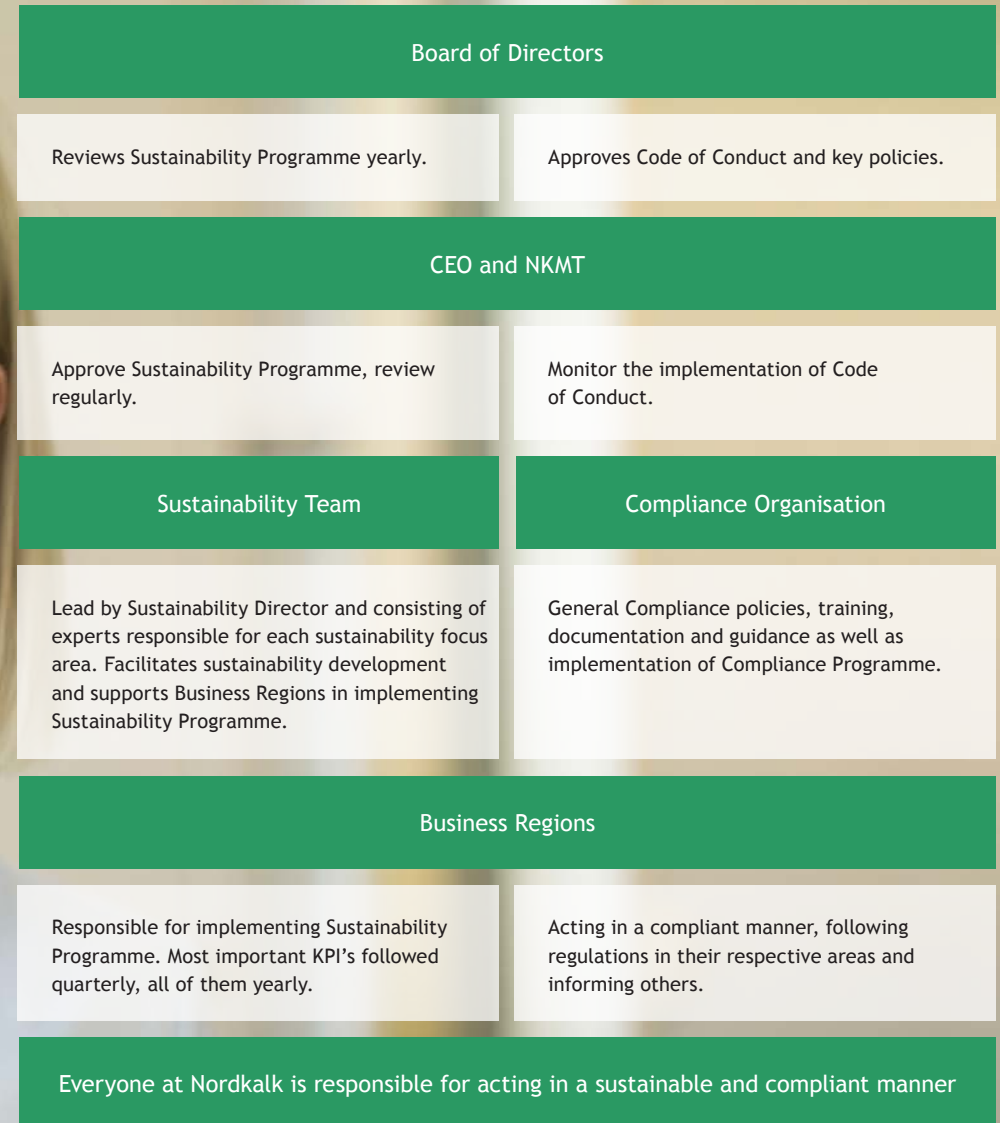 Board of Directors
Reviews Sustainability Programme yearly.
Approves Code of Conduct and key policies.
CEO and NKMT
Approve Sustainability Programme, review
regularly.
Monitor the implementation of Code
of Conduct.
Sustainability Team
Compliance Organisation
Lead by Sustainability Director and consisting of
experts responsible for each sustainability focus
area. Facilitates sustainability development
and supports Business Regions in implementing
Sustainability Programme.
General Compliance policies, training,
documentation and guidance as well as
implementation of Compliance Programme.
Business Regions
Responsible for implementing Sustainability
Programme. Most important KPI’s followed
quarterly, all of them yearly.
Acting in a compliant manner, following
regulations in their respective areas and
informing others.
Everyone at Nordkalk is responsible for acting in a sustainable and compliant manner